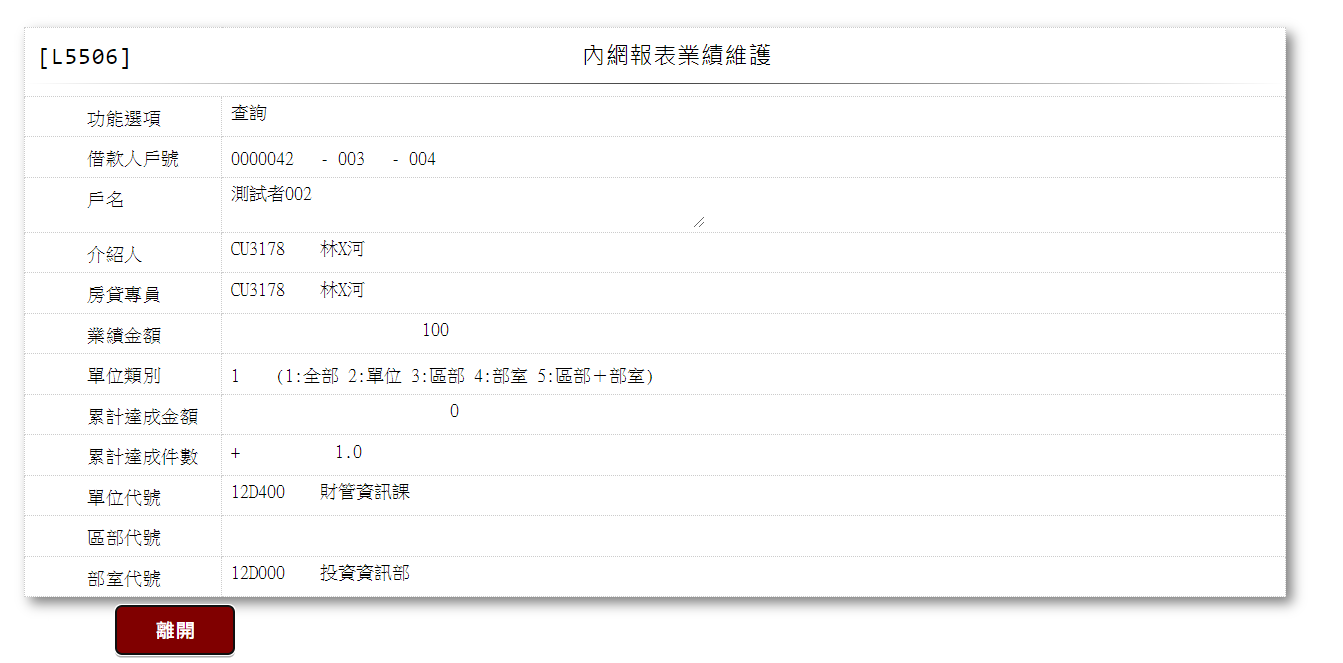 [L5506] 內網報表業績維護
功能選項 查詢
借款人戶號 0000042 - 003 - 004
戶名 測試者002
介紹人 CU3178 林X河
房貸專員 CU3178 林X河
業績金額 100
單位類別 1 (1:全部 2:單位 3:區部 4:部室 5:區部＋部室)
累計達成金額 0
累計達成件數 + 1.0
單位代號 12D400 財管資訊課
區部代號
部室代號 12D000 投資資訊部
離開